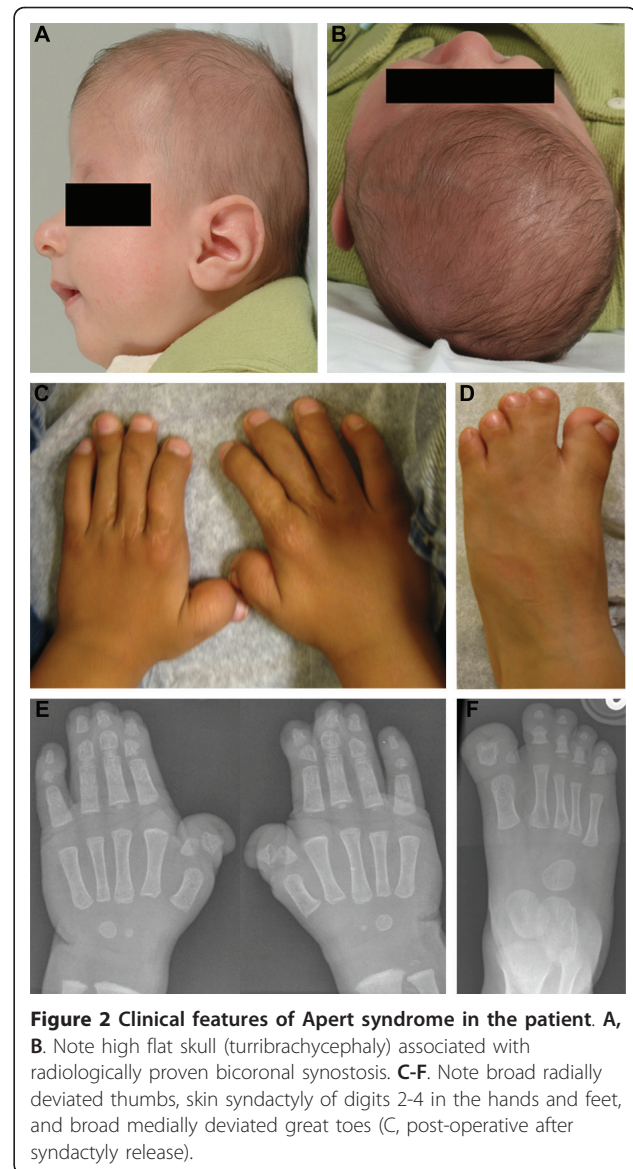 A
B
C
D
E
F
Figure 2 Clinical features of Apert syndrome in the patient. A,
B. Note high flat skull (turribrachycephaly) associated with
radiologically proven bicoronal synostosis. C-F. Note broad radially
deviated thumbs, skin syndactyly of digits 2-4 in the hands and feet,
and broad medially deviated great toes (C, post-operative after
syndactyly release).